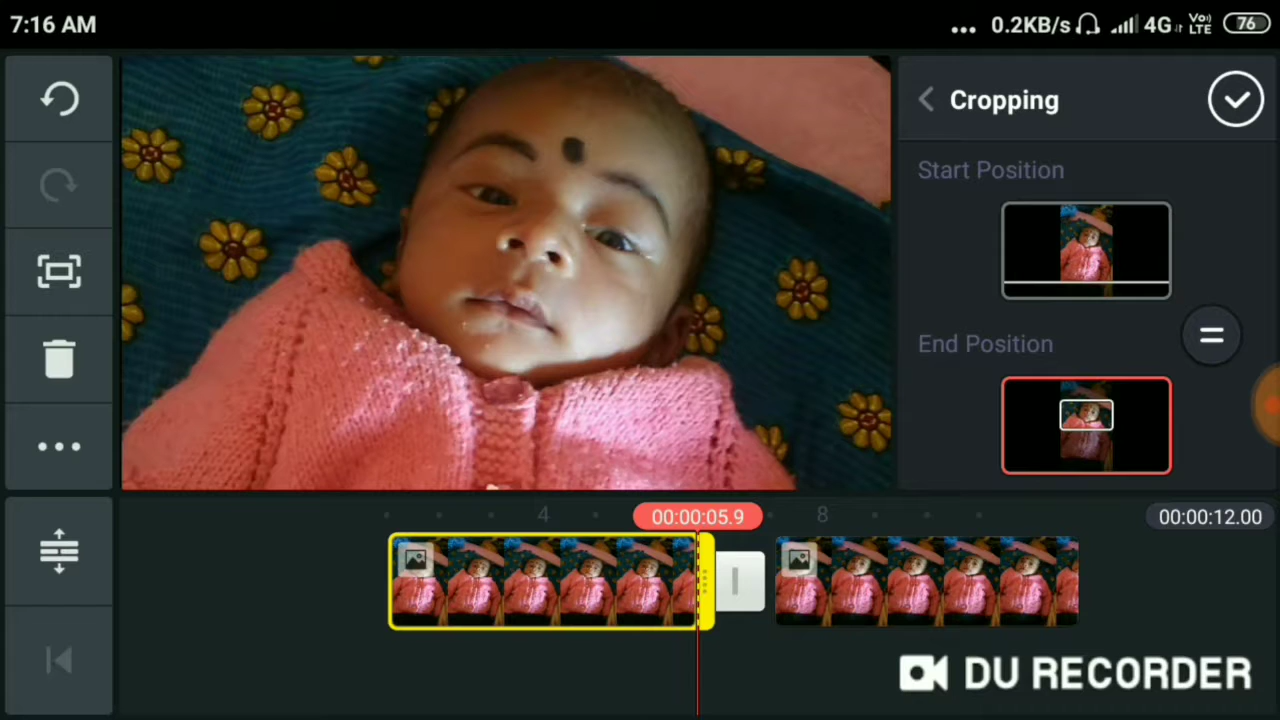 7:16 AM
0.2KB/s 4G Vo) LTE 76
Cropping
Start Position
End Position
4
00:00:05.9
8
00:00:12.00
DU RECORDER